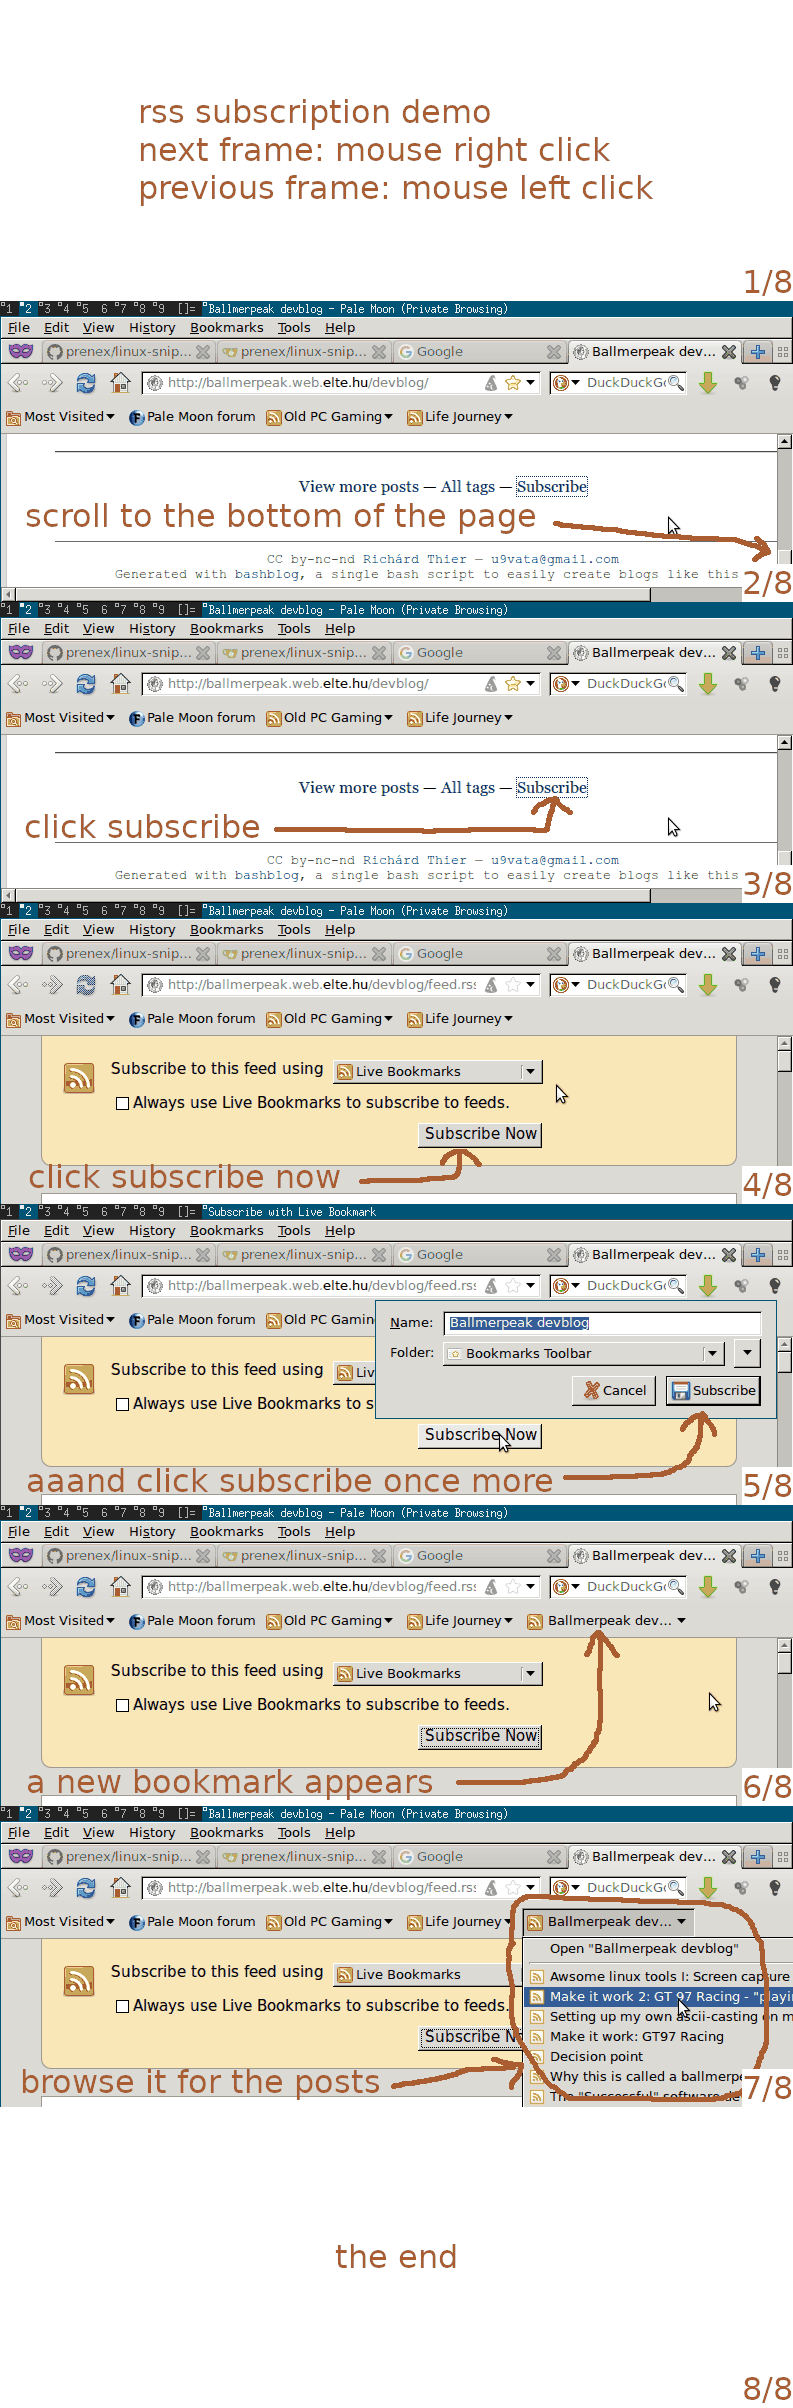 rss subscription demo
next frame: mouse right click
previous frame: mouse left click
1/8
1 2 3 4 5 6 7 8 9 []= Ballmerpeak devblog - Pale Moon (Private Browsing)
File Edit View History Bookmarks Tools Help
prenex/linux-snip... prenex/linux-snip... Google Ballmerpeak dev...
http://ballmerpeak.web.elte.hu/devblog/ DuckDuckGo
Most Visited Pale Moon forum Old PC Gaming Life Journey
View more posts — All tags — Subscribe
scroll to the bottom of the page
CC by-nc-nd Richárd Thier — u9vata@gmail.com
Generated with bashblog, a single bash script to easily create blogs like this
2/8
1 2 3 4 5 6 7 8 9 []= Ballmerpeak devblog - Pale Moon (Private Browsing)
File Edit View History Bookmarks Tools Help
prenex/linux-snip... prenex/linux-snip... Google Ballmerpeak dev...
http://ballmerpeak.web.elte.hu/devblog/ DuckDuckGo
Most Visited Pale Moon forum Old PC Gaming Life Journey
View more posts — All tags — Subscribe
click subscribe
CC by-nc-nd Richárd Thier — u9vata@gmail.com
Generated with bashblog, a single bash script to easily create blogs like this
3/8
1 2 3 4 5 6 7 8 9 []= Ballmerpeak devblog - Pale Moon (Private Browsing)
File Edit View History Bookmarks Tools Help
prenex/linux-snip... prenex/linux-snip... Google Ballmerpeak dev...
http://ballmerpeak.web.elte.hu/devblog/feed.rss DuckDuckGo
Most Visited Pale Moon forum Old PC Gaming Life Journey
Subscribe to this feed using Live Bookmarks
Always use Live Bookmarks to subscribe to feeds.
Subscribe Now
click subscribe now
4/8
1 2 3 4 5 6 7 8 9 []= Subscribe with Live Bookmark
File Edit View History Bookmarks Tools Help
prenex/linux-snip... prenex/linux-snip... Google Ballmerpeak dev...
http://ballmerpeak.web.elte.hu/devblog/feed.rss DuckDuckGo
Most Visited Pale Moon forum Old PC Gamin
Name: Ballmerpeak devblog
Folder: Bookmarks Toolbar
Subscribe to this feed using Liv
Cancel Subscribe
Always use Live Bookmarks to s
Subscribe Now
aaand click subscribe once more
5/8
1 2 3 4 5 6 7 8 9 []= Ballmerpeak devblog - Pale Moon (Private Browsing)
File Edit View History Bookmarks Tools Help
prenex/linux-snip... prenex/linux-snip... Google Ballmerpeak dev...
http://ballmerpeak.web.elte.hu/devblog/feed.rss DuckDuckGo
Most Visited Pale Moon forum Old PC Gaming Life Journey Ballmerpeak dev...
Subscribe to this feed using Live Bookmarks
Always use Live Bookmarks to subscribe to feeds.
Subscribe Now
a new bookmark appears
6/8
1 2 3 4 5 6 7 8 9 []= Ballmerpeak devblog - Pale Moon (Private Browsing)
File Edit View History Bookmarks Tools Help
prenex/linux-snip... prenex/linux-snip... Google Ballmerpeak dev...
http://ballmerpeak.web.elte.hu/devblog/feed.rss DuckDuckGo
Most Visited Pale Moon forum Old PC Gaming Life Journey Ballmerpeak dev...
Open "Ballmerpeak devblog"
Subscribe to this feed using Live Bookmarks
Awsome linux tools I: Screen capture
Make it work 2: GT 97 Racing - "playi
Always use Live Bookmarks to subscribe to feeds.
Setting up my own ascii-casting on m
Subscribe No
Make it work: GT97 Racing
Decision point
Why this is called a ballmerpe
The "Successful" software de
browse it for the posts
7/8
the end
8/8